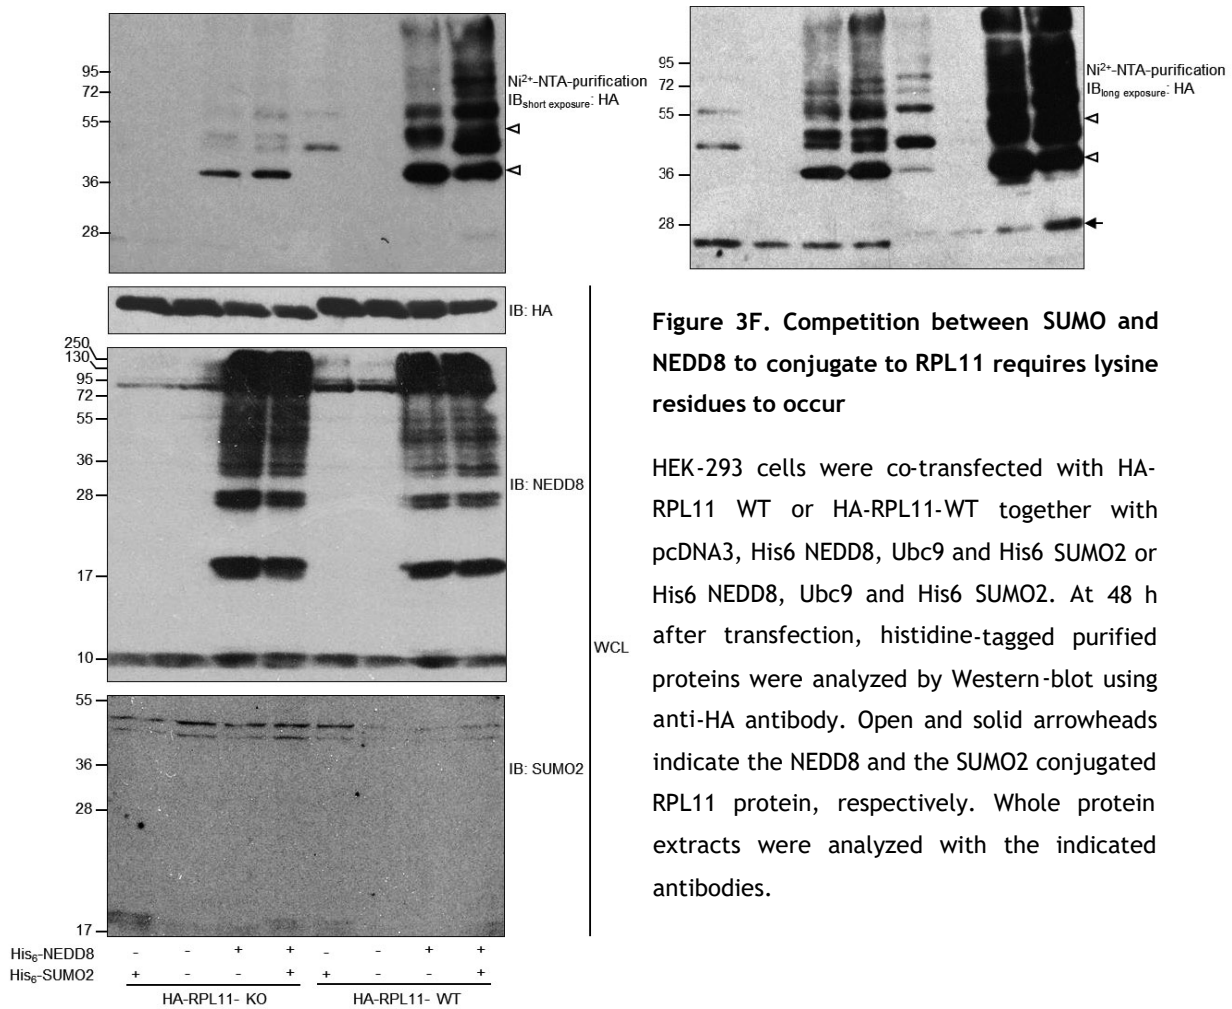 95
72
55
36
28
Ni²⁺-NTA-purification
IB short exposure: HA
95
72
55
36
28
Ni²⁺-NTA-purification
IB long exposure: HA
IB: HA
250
130
95
72
55
36
28
17
10
IB: NEDD8
55
36
28
17
IB: SUMO2
WCL
His₆-NEDD8 - - + + - - + +
His₆-SUMO2 + - + + +
HA-RPL11- KO HA-RPL11- WT
Figure 3F. Competition between SUMO and
NEDD8 to conjugate to RPL11 requires lysine
residues to occur
HEK-293 cells were co-transfected with HA-
RPL11 WT or HA-RPL11-WT together with
pcDNA3, His6 NEDD8, Ubc9 and His6 SUMO2 or
His6 NEDD8, Ubc9 and His6 SUMO2. At 48 h
after transfection, histidine-tagged purified
proteins were analyzed by Western-blot using
anti-HA antibody. Open and solid arrowheads
indicate the NEDD8 and the SUMO2 conjugated
RPL11 protein, respectively. Whole protein
extracts were analyzed with the indicated
antibodies.